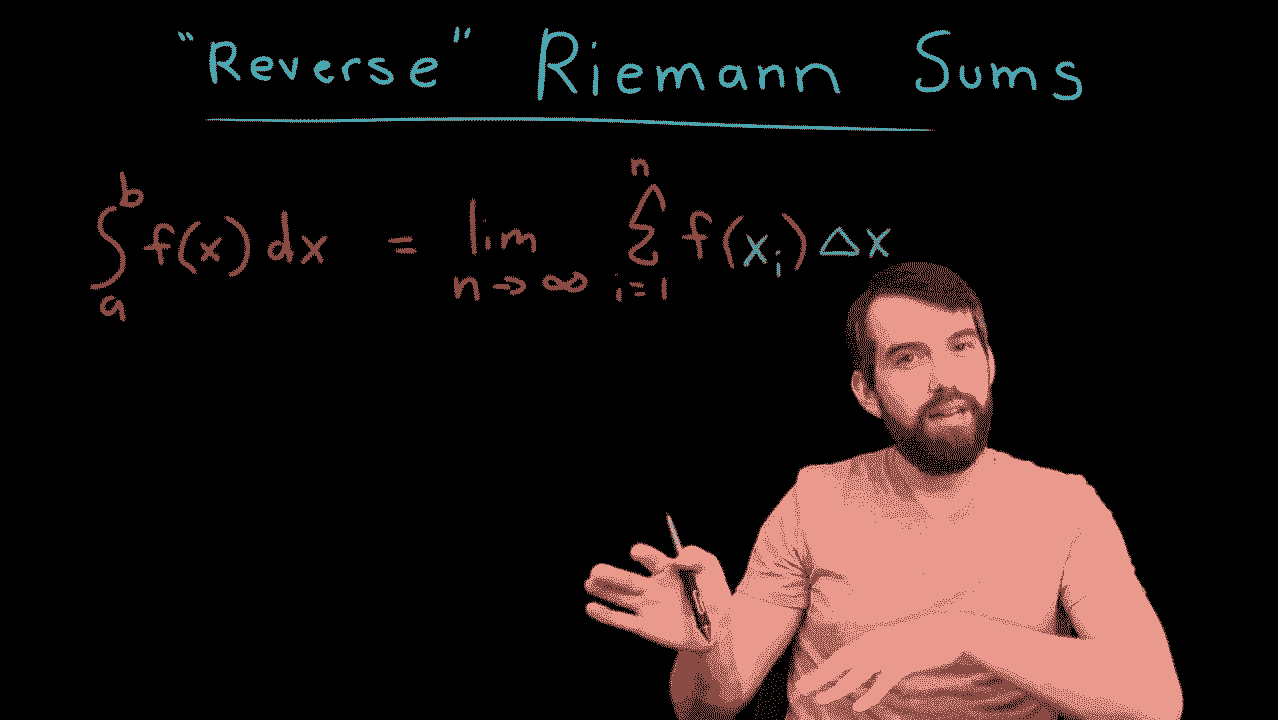 "Reverse" Riemann Sums
∫_a^b f(x) dx = lim_{n→∞} Σ_{i=1}^n f(x_i) Δx